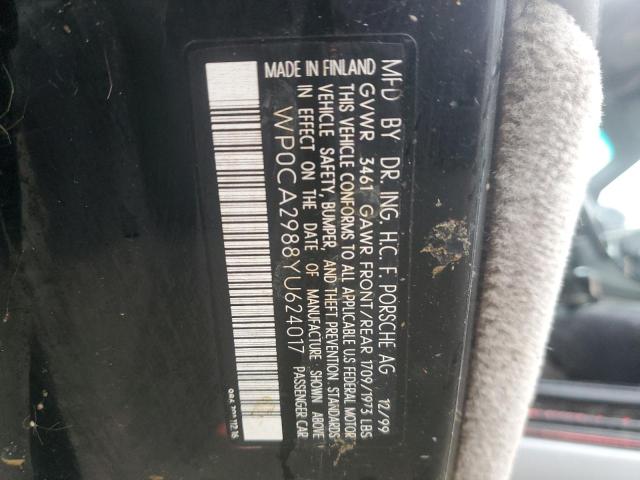 MFD BY DR. ING. H.C. F. PORSCHE AG 12/99
GVWR 3461 GAWR FRONT/REAR 1709/1973 LBS
THIS VEHICLE CONFORMS TO ALL APPLICABLE US FEDERAL MOTOR
VEHICLE SAFETY, BUMPER, AND THEFT PREVENTION STANDARDS
IN EFFECT ON THE DATE OF MANUFACTURE SHOWN ABOVE
WP0CA2988YU624017 PASSENGER CAR
MADE IN FINLAND